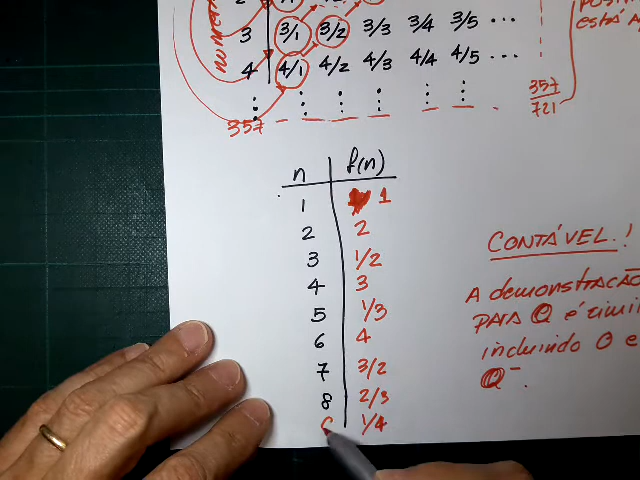 3 3/1 3/2 3/3 3/4 3/5 ...
4 4/1 4/2 4/3 4/4 4/5 ...
357
357
721
n f(n)
1 1
2 2
3 1/2
4 3
5 1/3
6 4
7 3/2
8 2/3
1/4
CONTÁVEL!
A demonstração
PARA Q é
incluindo 0 e
Q⁻.